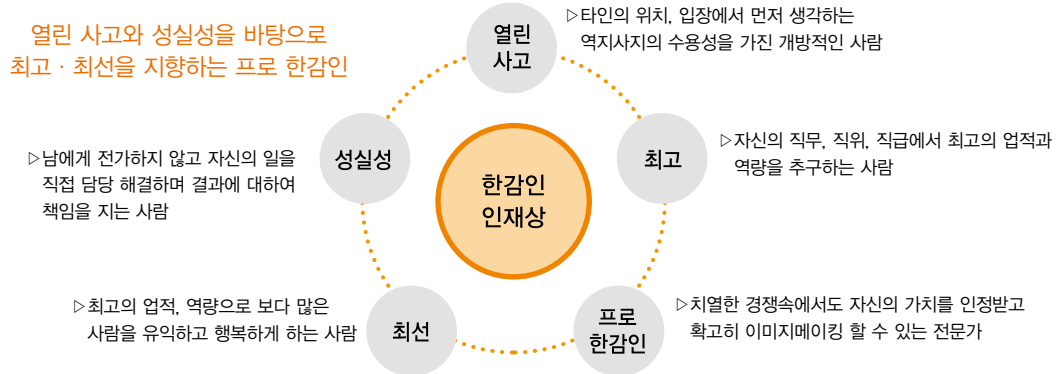 열린 사고와 성실성을 바탕으로
최고 · 최선을 지향하는 프로 한감인
열린
사고
▷타인의 위치, 입장에서 먼저 생각하는
역지사지의 수용성을 가진 개방적인 사람
최고
▷자신의 직무, 직위, 직급에서 최고의 업적과
역량을 추구하는 사람
성실성
▷남에게 전가하지 않고 자신의 일을
직접 담당 해결하며 결과에 대하여
책임을 지는 사람
한감인
인재상
최선
▷최고의 업적, 역량으로 보다 많은
사람을 유익하고 행복하게 하는 사람
프로
한감인
▷치열한 경쟁속에서도 자신의 가치를 인정받고
확고히 이미지메이킹 할 수 있는 전문가